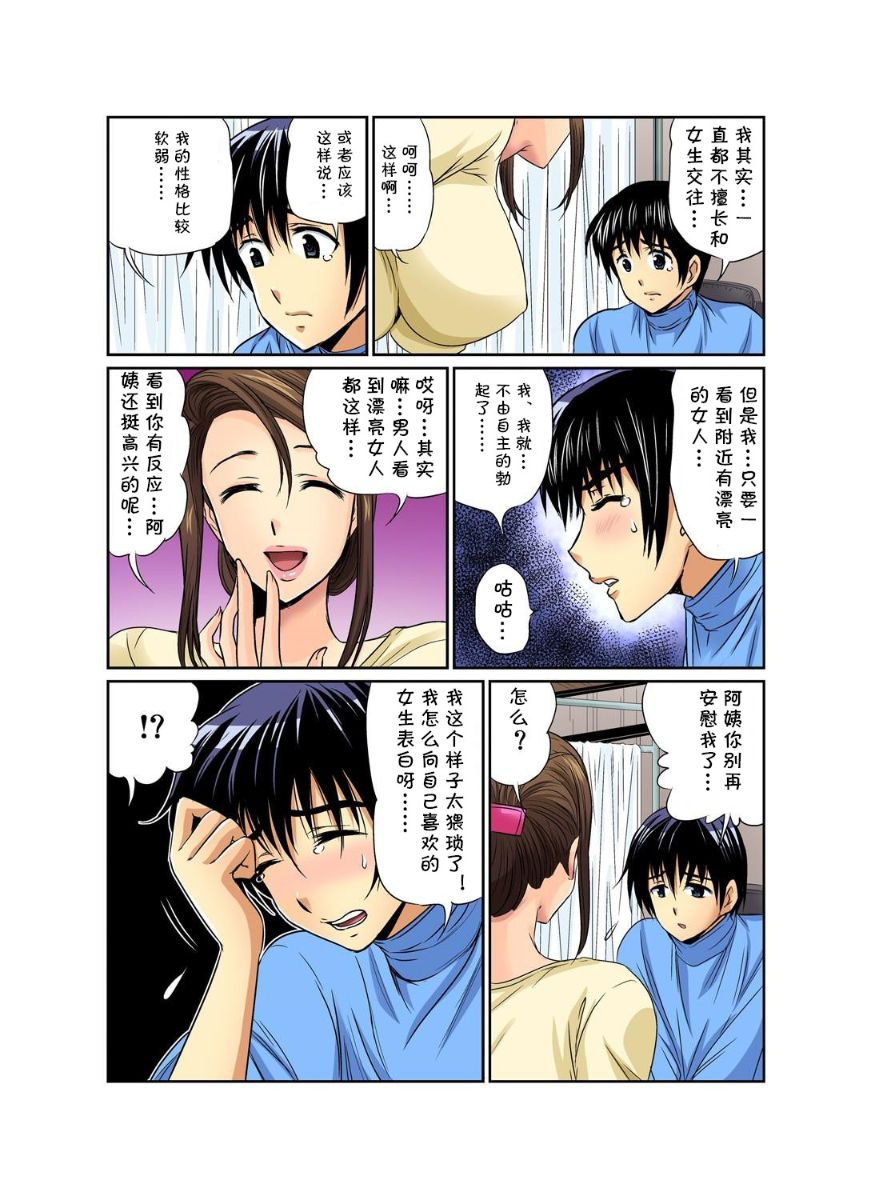 我其实…一
直都不擅长和
女生交往…
呵呵……
这样啊…
或者应该
这样说…
我的性格比较
软弱……
但是我…只要一
看到附近有漂亮
的女人…
我、我就…
不由自主的勃
起了……
咕咕…
哎呀…其实
嘛…男人看
到漂亮女人
都这样…
看到你有反应…阿
姨还挺高兴的呢…
阿姨你别再
安慰我了…
怎么？
我这个样子太猥琐了！
我怎么向自己喜欢的
女生表白呀……
!?